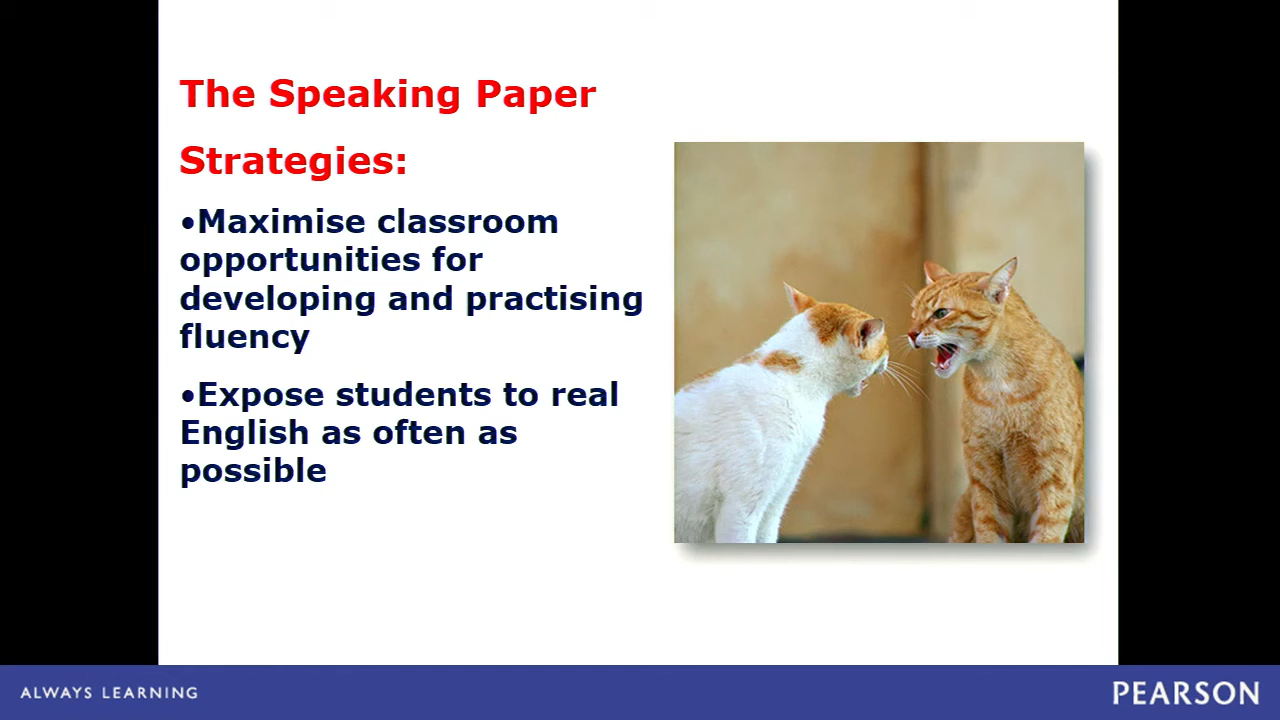 The Speaking Paper
Strategies:
•Maximise classroom
opportunities for
developing and practising
fluency
•Expose students to real
English as often as
possible
ALWAYS LEARNING
PEARSON